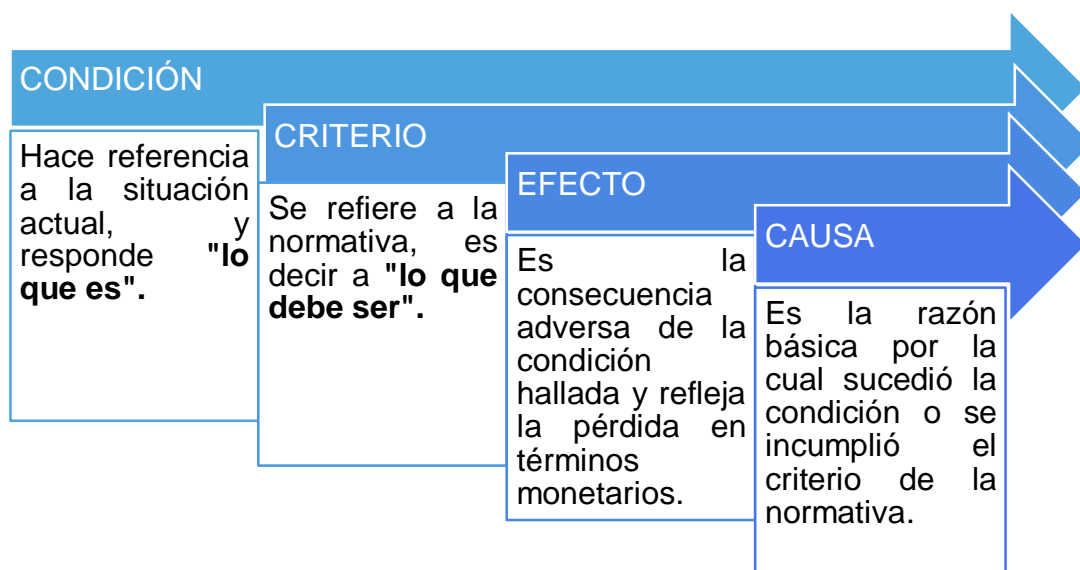 CONDICIÓN
Hace referencia
a la situación
actual, y
responde "lo
que es".
CRITERIO
Se refiere a la
normativa, es
decir a "lo que
debe ser".
EFECTO
Es la
consecuencia
adversa de la
condición
hallada y refleja
la pérdida en
términos
monetarios.
CAUSA
Es la razón
básica por la
cual sucedió la
condición o se
incumplió el
criterio de la
normativa.